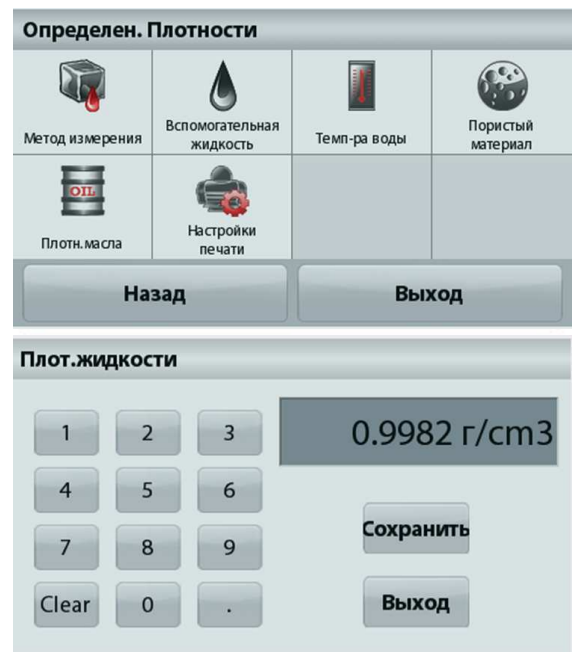 Определен. Плотности
Метод измерения
Вспомогательная
жидкость
Темп-ра воды
Пористый
материал
OIL
Плотн.масла
Настройки
печати
Назад
Выход
Плот.жидкости
1 2 3
0.9982 г/cm3
4 5 6
Сохранить
7 8 9
Clear 0 .
Выход